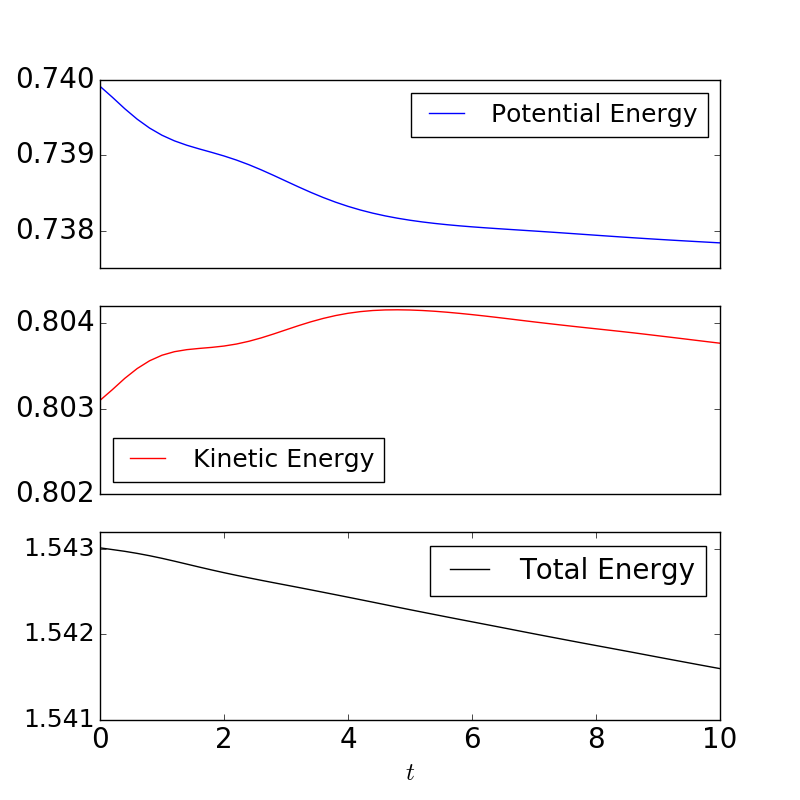 0.740
Potential Energy
0.739
0.738
0.804
0.803
Kinetic Energy
0.802
1.543
Total Energy
1.542
1.541
0 2 4 6 8 10
t